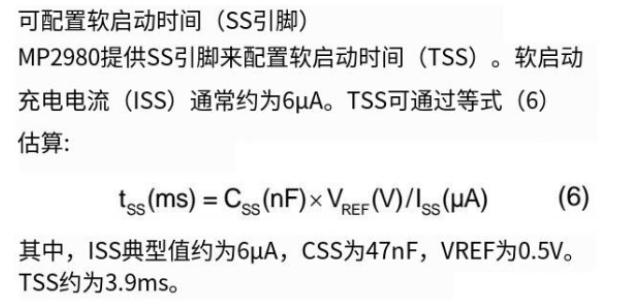 可配置软启动时间（SS引脚）
MP2980提供SS引脚来配置软启动时间（TSS）。软启动
充电电流（ISS）通常约为6μA。TSS可通过等式（6）
估算:
tSS(ms) = CSS(nF)×VREF(V)/ISS(μA) (6)
其中，ISS典型值约为6μA，CSS为47nF，VREF为0.5V。
TSS约为3.9ms。